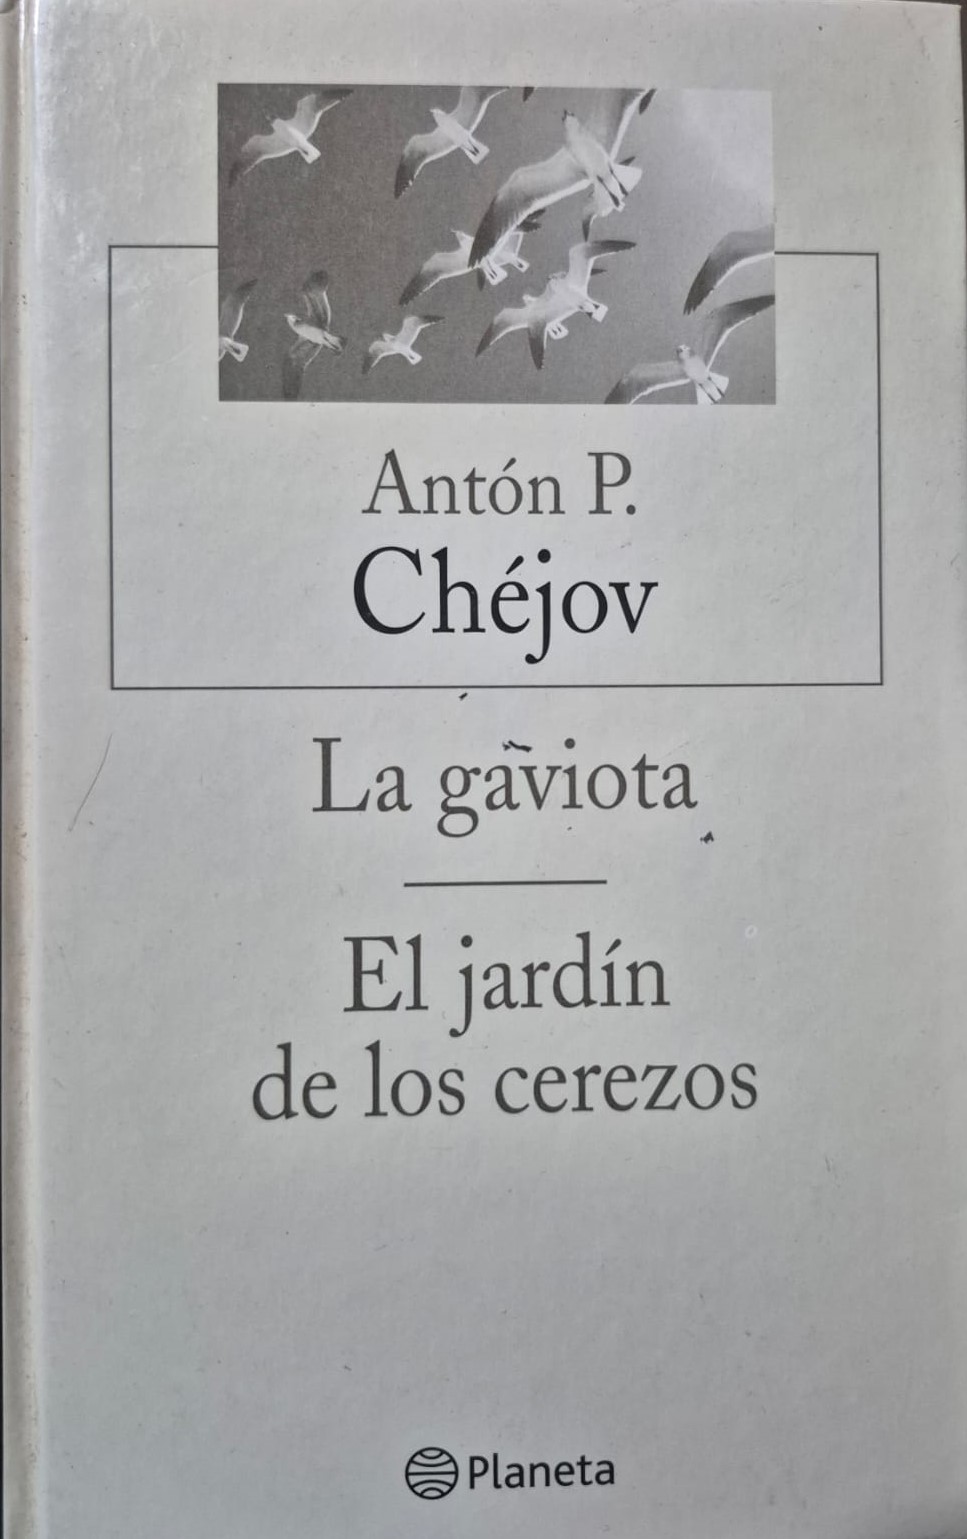 Antón P.
Chéjov
La gaviota
El jardín
de los cerezos
Planeta